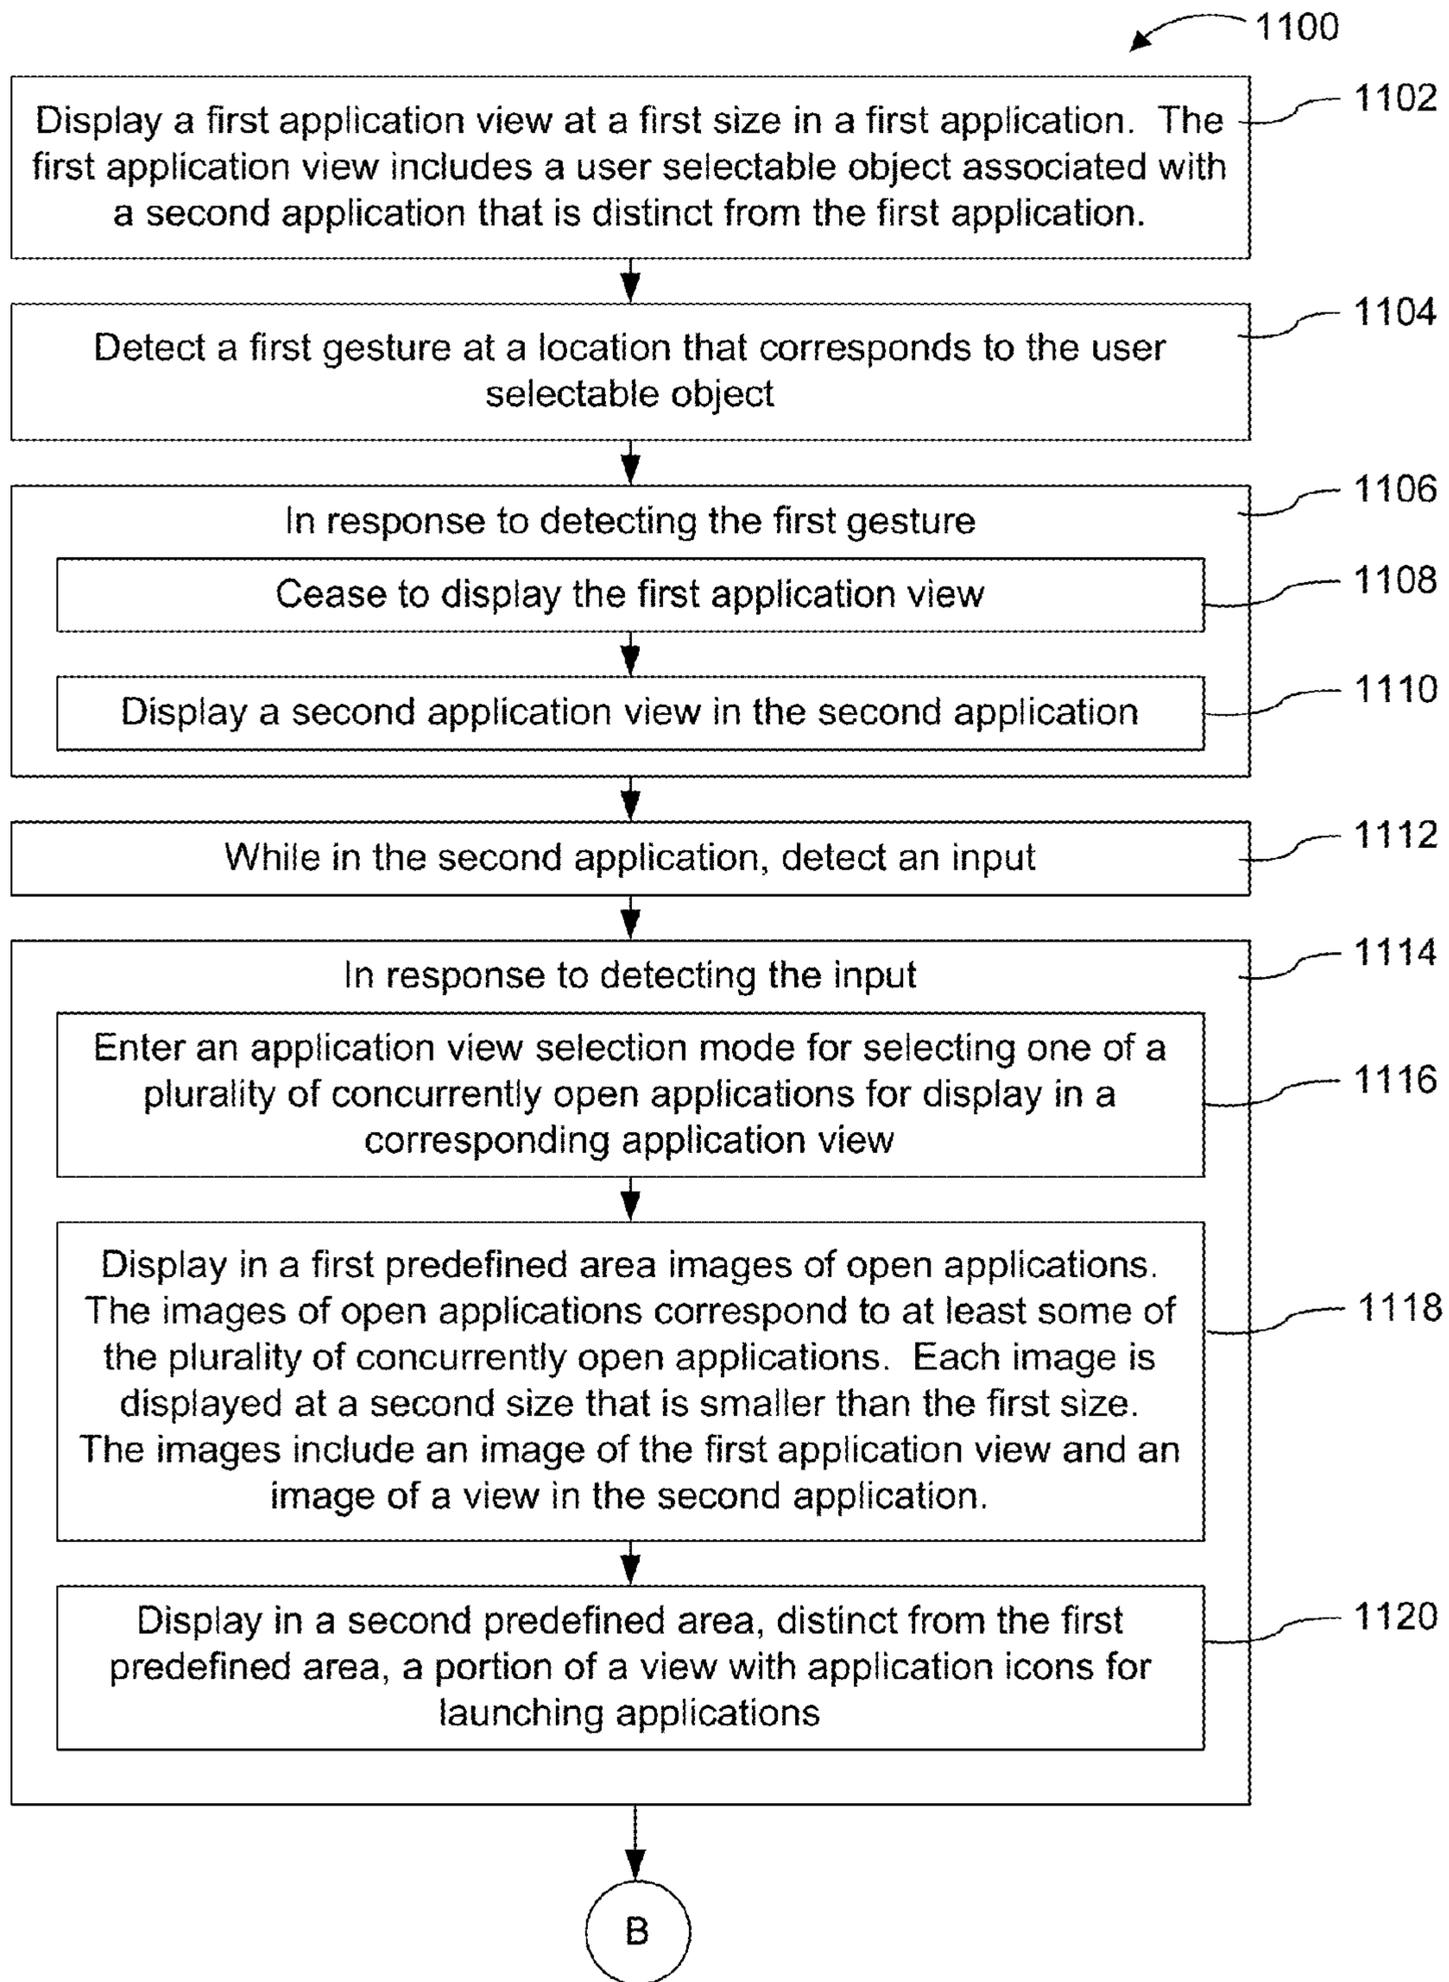 1100
1102
Display a first application view at a first size in a first application. The
first application view includes a user selectable object associated with
a second application that is distinct from the first application.
1104
Detect a first gesture at a location that corresponds to the user
selectable object
1106
In response to detecting the first gesture
1108
Cease to display the first application view
1110
Display a second application view in the second application
1112
While in the second application, detect an input
1114
In response to detecting the input
1116
Enter an application view selection mode for selecting one of a
plurality of concurrently open applications for display in a
corresponding application view
1118
Display in a first predefined area images of open applications.
The images of open applications correspond to at least some of
the plurality of concurrently open applications. Each image is
displayed at a second size that is smaller than the first size.
The images include an image of the first application view and an
image of a view in the second application.
1120
Display in a second predefined area, distinct from the first
predefined area, a portion of a view with application icons for
launching applications
B